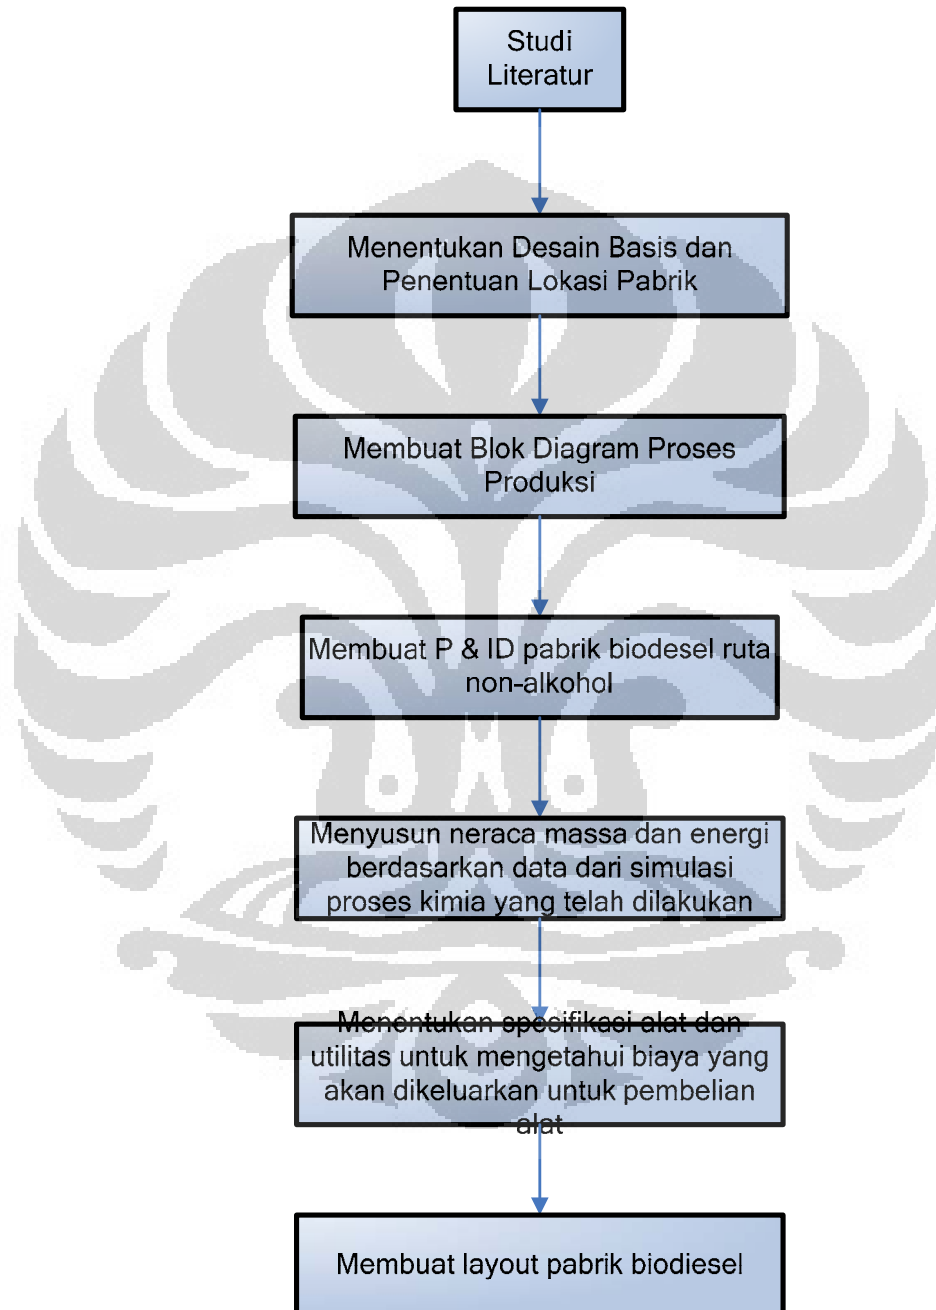 Studi
Literatur
Menentukan Desain Basis dan
Penentuan Lokasi Pabrik
Membuat Blok Diagram Proses
Produksi
Membuat P & ID pabrik biodesel ruta
non-alkohol
Menyusun neraca massa dan energi
berdasarkan data dari simulasi
proses kimia yang telah dilakukan
Menentukan spesifikasi alat dan
utilitas untuk mengetahui biaya yang
akan dikeluarkan untuk pembelian
alat
Membuat layout pabrik biodiesel